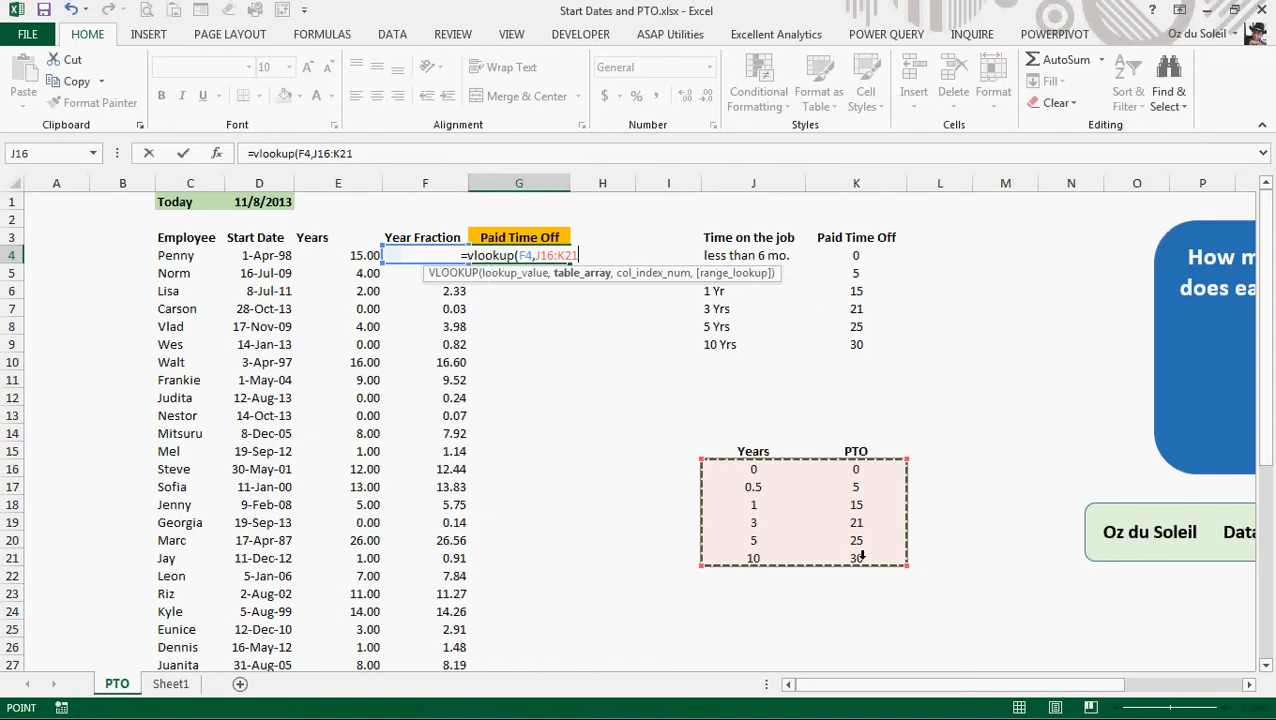 Start Dates and PTO.xlsx - Excel
FILE HOME INSERT PAGE LAYOUT FORMULAS DATA REVIEW VIEW DEVELOPER ASAP Utilities Excellent Analytics POWER QUERY INQUIRE POWERPIVOT Oz du Soleil
Cut
Copy
Format Painter
Paste
Clipboard
10
B I U
Font
Wrap Text
Merge & Center
Alignment
General
$ % ,
Number
Conditional Formatting
Format as Table
Cell Styles
Styles
Insert Delete Format
Cells
AutoSum
Fill
Clear
Sort & Filter
Find & Select
Editing
J16 fx =vlookup(F4,J16:K21
A B C D E F G H I J K L M N O P
1 Today 11/8/2013
2
3 Employee Start Date Years Year Fraction Paid Time Off Time on the job Paid Time Off
4 Penny 1-Apr-98 15.00 =vlookup(F4,J16:K21 less than 6 mo. 0
VLOOKUP(lookup_value, table_array, col_index_num, [range_lookup])
5 Norm 16-Jul-09 4.00 5
6 Lisa 8-Jul-11 2.00 2.33 1 Yr 15
7 Carson 28-Oct-13 0.00 0.03 3 Yrs 21
8 Vlad 17-Nov-09 4.00 3.98 5 Yrs 25
9 Wes 14-Jan-13 0.00 0.82 10 Yrs 30
10 Walt 3-Apr-97 16.00 16.60
11 Frankie 1-May-04 9.00 9.52
12 Judita 12-Aug-13 0.00 0.24
13 Nestor 14-Oct-13 0.00 0.07
14 Mitsuru 8-Dec-05 8.00 7.92
15 Mel 19-Sep-12 1.00 1.14 Years PTO
16 Steve 30-May-01 12.00 12.44 0 0
17 Sofia 11-Jan-00 14.00 13.83 0.5 5
18 Jenny 9-Feb-08 5.00 5.75 1 15
19 Georgia 19-Sep-13 0.00 0.14 3 21
20 Marc 17-Apr-87 26.00 26.56 5 25
21 Jay 11-Dec-12 1.00 0.91 10 30
22 Leon 5-Jan-06 7.00 7.84
23 Riz 2-Aug-02 11.00 11.27
24 Kyle 5-Aug-99 14.00 14.26
25 Eunice 12-Dec-10 3.00 2.91
26 Dennis 16-May-12 1.00 1.48
27 Juanita 31-Aug-05 8.00 8.19
How m
does ea
Oz du Soleil Data
PTO Sheet1
POINT